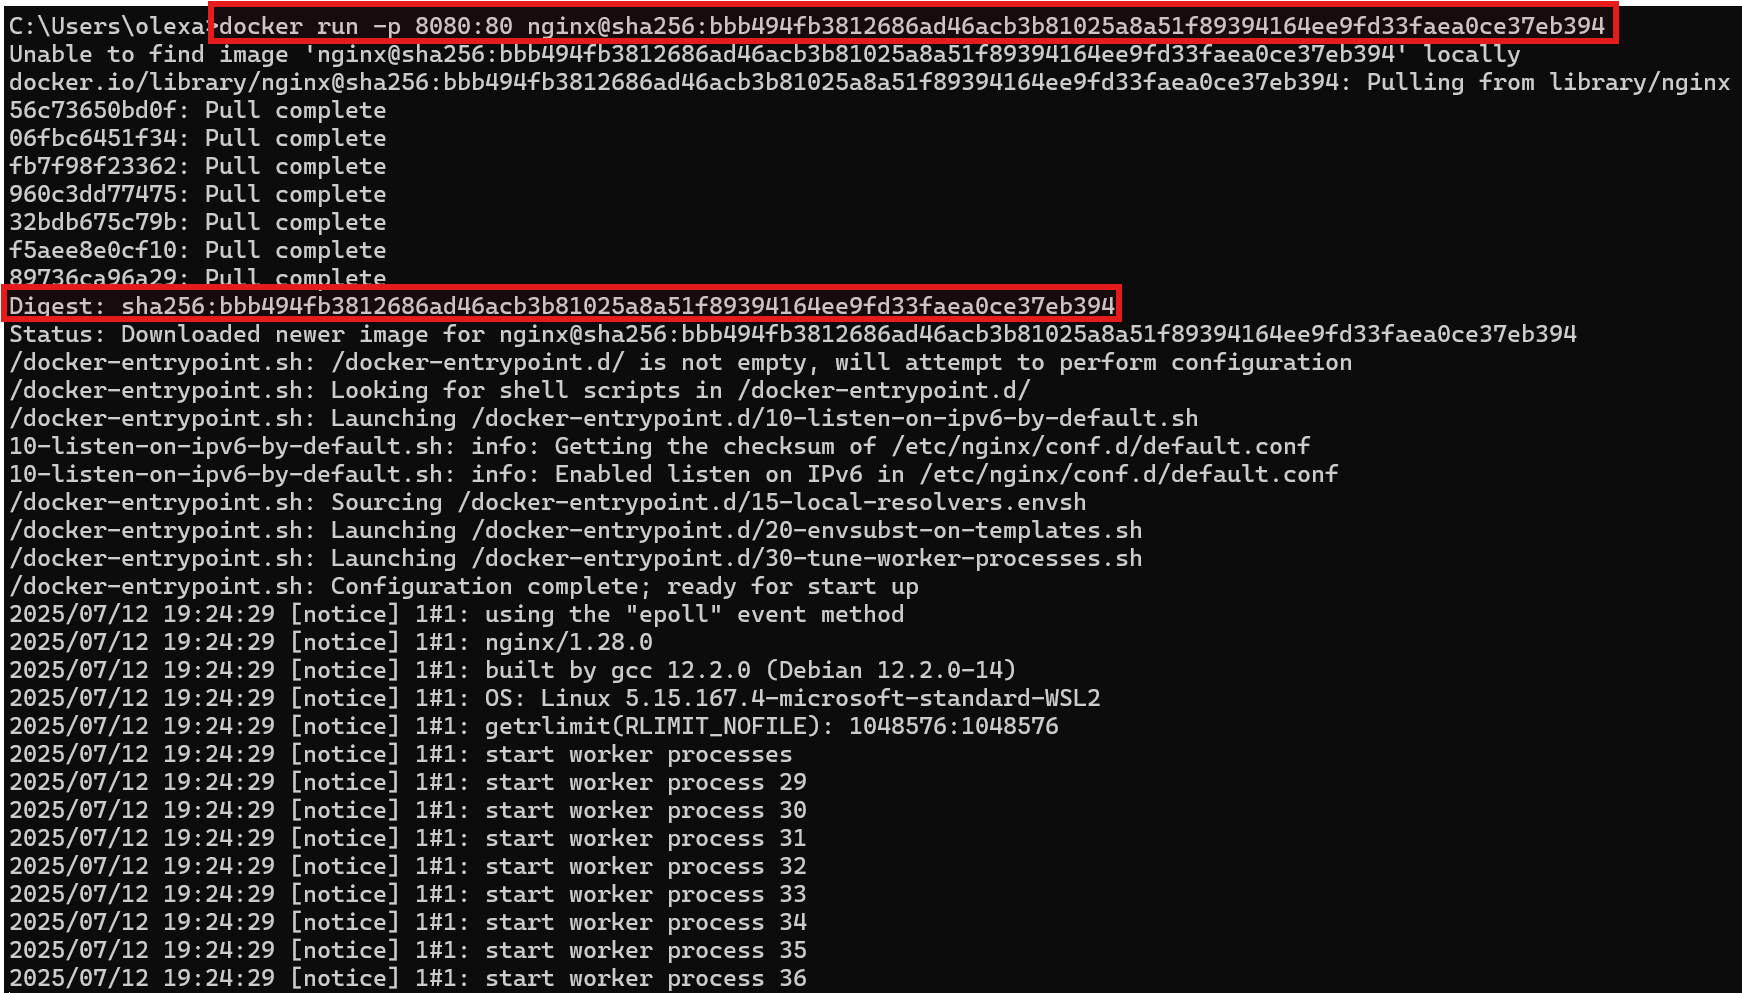 C:\Users\olexa>docker run -p 8080:80 nginx@sha256:bbb494fb3812686ad46acb3b81025a8a51f89394164ee9fd33faea0ce37eb394
Unable to find image 'nginx@sha256:bbb494fb3812686ad46acb3b81025a8a51f89394164ee9fd33faea0ce37eb394' locally
docker.io/library/nginx@sha256:bbb494fb3812686ad46acb3b81025a8a51f89394164ee9fd33faea0ce37eb394: Pulling from library/nginx
56c73650bd0f: Pull complete
06fbc6451f34: Pull complete
fb7f98f23362: Pull complete
960c3dd77475: Pull complete
32bdb675c79b: Pull complete
f5aee8e0cf10: Pull complete
89736ca96a29: Pull complete
Digest: sha256:bbb494fb3812686ad46acb3b81025a8a51f89394164ee9fd33faea0ce37eb394
Status: Downloaded newer image for nginx@sha256:bbb494fb3812686ad46acb3b81025a8a51f89394164ee9fd33faea0ce37eb394
/docker-entrypoint.sh: /docker-entrypoint.d/ is not empty, will attempt to perform configuration
/docker-entrypoint.sh: Looking for shell scripts in /docker-entrypoint.d/
/docker-entrypoint.sh: Launching /docker-entrypoint.d/10-listen-on-ipv6-by-default.sh
10-listen-on-ipv6-by-default.sh: info: Getting the checksum of /etc/nginx/conf.d/default.conf
10-listen-on-ipv6-by-default.sh: info: Enabled listen on IPv6 in /etc/nginx/conf.d/default.conf
/docker-entrypoint.sh: Sourcing /docker-entrypoint.d/15-local-resolvers.envsh
/docker-entrypoint.sh: Launching /docker-entrypoint.d/20-envsubst-on-templates.sh
/docker-entrypoint.sh: Launching /docker-entrypoint.d/30-tune-worker-processes.sh
/docker-entrypoint.sh: Configuration complete; ready for start up
2025/07/12 19:24:29 [notice] 1#1: using the "epoll" event method
2025/07/12 19:24:29 [notice] 1#1: nginx/1.28.0
2025/07/12 19:24:29 [notice] 1#1: built by gcc 12.2.0 (Debian 12.2.0-14)
2025/07/12 19:24:29 [notice] 1#1: OS: Linux 5.15.167.4-microsoft-standard-WSL2
2025/07/12 19:24:29 [notice] 1#1: getrlimit(RLIMIT_NOFILE): 1048576:1048576
2025/07/12 19:24:29 [notice] 1#1: start worker processes
2025/07/12 19:24:29 [notice] 1#1: start worker process 29
2025/07/12 19:24:29 [notice] 1#1: start worker process 30
2025/07/12 19:24:29 [notice] 1#1: start worker process 31
2025/07/12 19:24:29 [notice] 1#1: start worker process 32
2025/07/12 19:24:29 [notice] 1#1: start worker process 33
2025/07/12 19:24:29 [notice] 1#1: start worker process 34
2025/07/12 19:24:29 [notice] 1#1: start worker process 35
2025/07/12 19:24:29 [notice] 1#1: start worker process 36